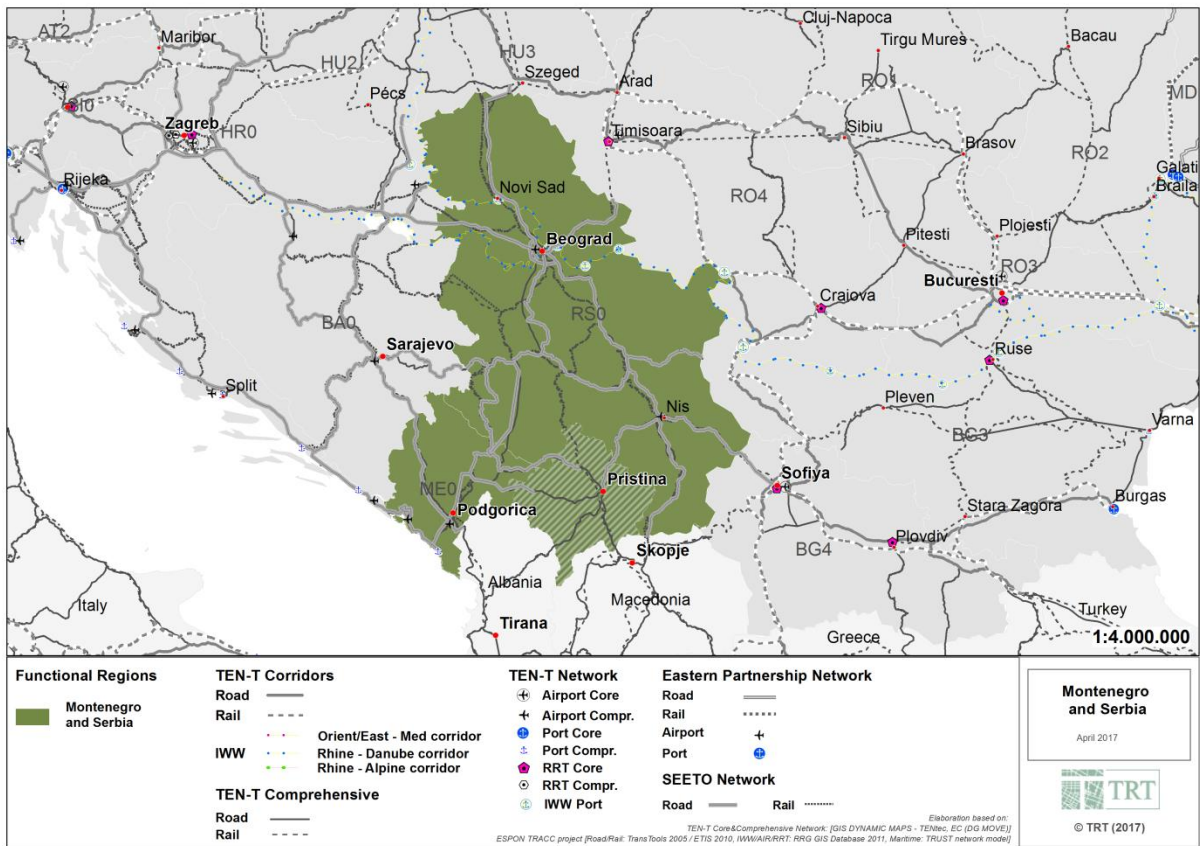 Cluj-Napoca
Bacau
AT2
Maribor
Tirgu Mures
HU2
HU3
Szeged
Arad
RO1
MD
Pécs
SI0
Zagreb
HR0
Timisoara
Sibiu
Brasov
RO2
Galati
Braila
Rijeka
Novi Sad
RO4
Beograd
Pitesti
Plojesti
RO3
Bucuresti
Craiova
BA0
RS0
Sarajevo
Ruse
Split
Nis
Pleven
Varna
BG3
Sofiya
Pristina
ME0
Podgorica
Stara Zagora
Burgas
Plovdiv
BG4
Skopje
Albania
Macedonia
Italy
Turkey
Tirana
Greece
1:4.000.000
Functional Regions
Montenegro
and Serbia
TEN-T Corridors
Road
Rail
Orient/East - Med corridor
IWW
Rhine - Danube corridor
Rhine - Alpine corridor
TEN-T Comprehensive
Road
Rail
TEN-T Network
Airport Core
Airport Compr.
Port Core
Port Compr.
RRT Core
RRT Compr.
IWW Port
Eastern Partnership Network
Road
Rail
Airport
Port
SEETO Network
Road
Rail
Elaboration based on:
TEN-T Core&Comprehensive Network: [GIS DYNAMIC MAPS - TENtec, EC (DG MOVE)]
ESPON TRACC project [Road/Rail: TransTools 2005 / ETIS 2010, IWW/AIR/RRT: RRG GIS Database 2011, Maritime: TRUST network model]
Montenegro
and Serbia
April 2017
TRT
© TRT (2017)